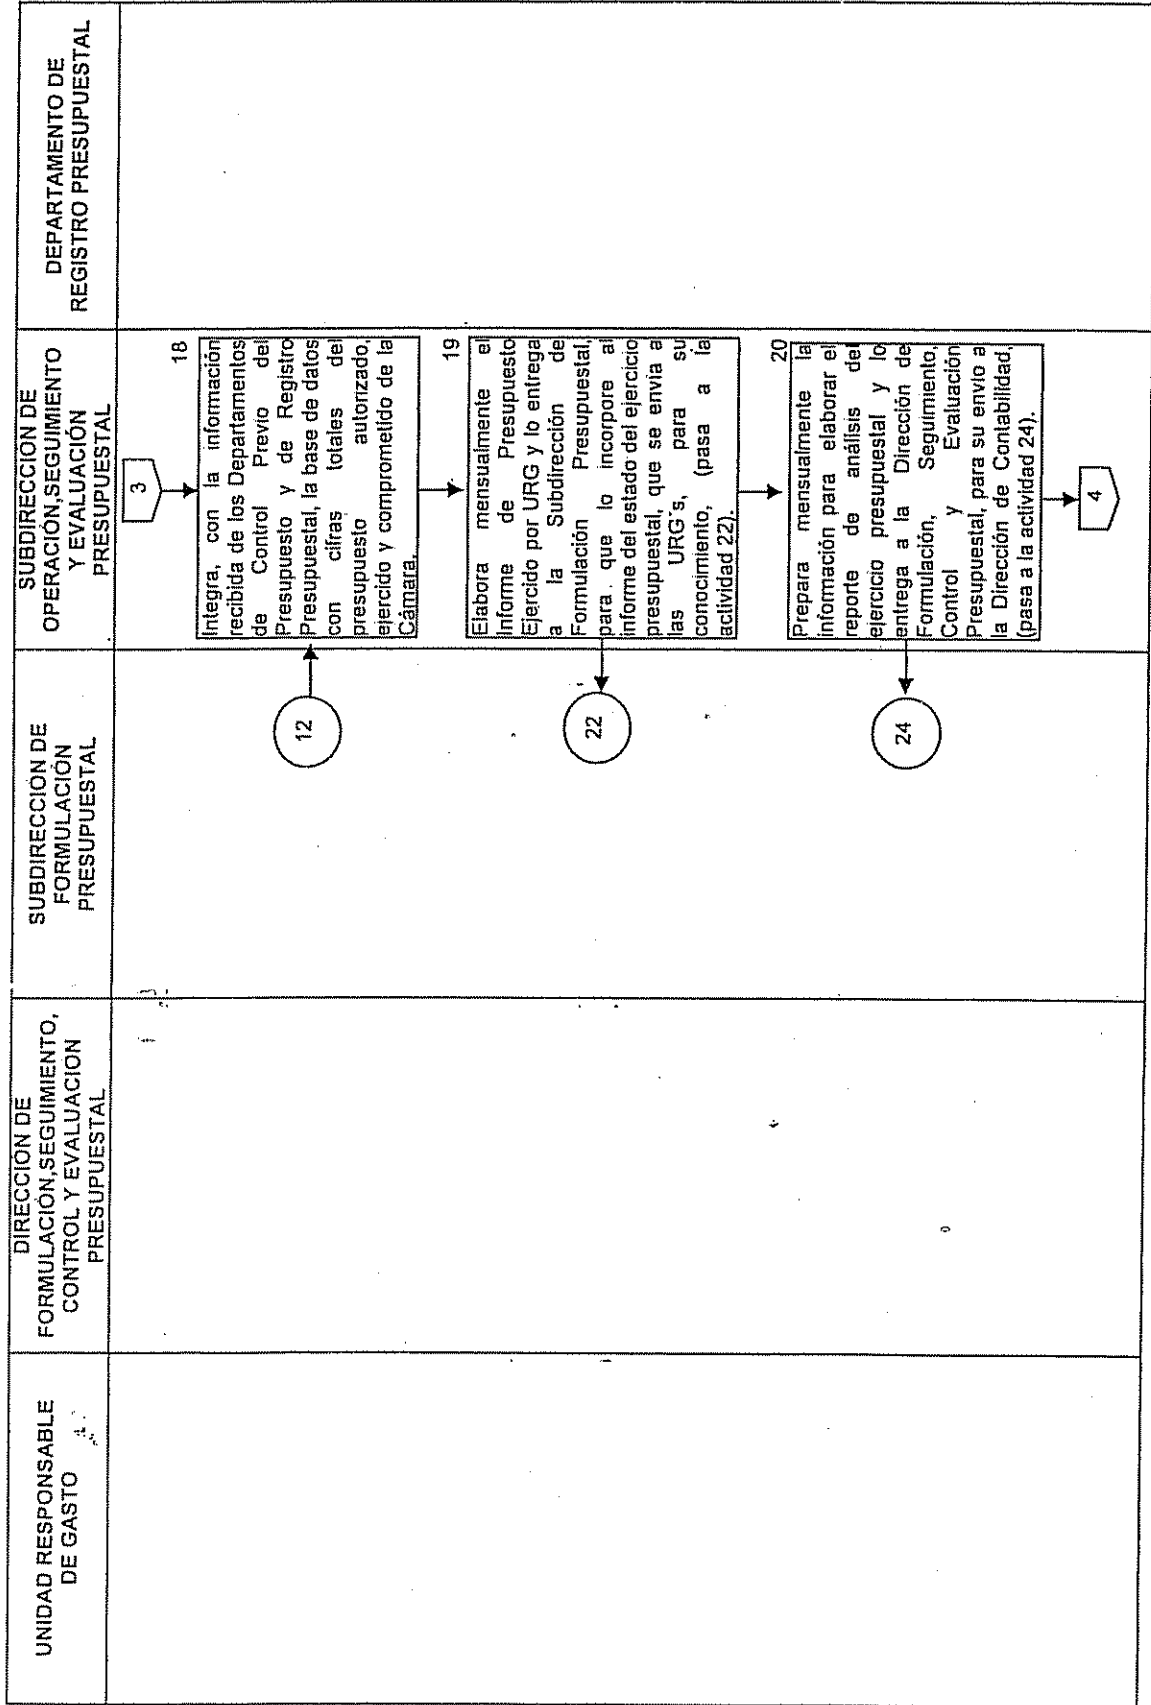 UNIDAD RESPONSABLE
DE GASTO
DIRECCIÓN DE
FORMULACIÓN,SEGUIMIENTO,
CONTROL Y EVALUACION
PRESUPUESTAL
SUBDIRECCION DE
FORMULACIÓN
PRESUPUESTAL
SUBDIRECCION DE
OPERACIÓN,SEGUIMIENTO
Y EVALUACION
PRESUPUESTAL
DEPARTAMENTO DE
REGISTRO PRESUPUESTAL
3
18
Integra, con la información
recibida de los Departamentos
de Control Previo del
Presupuesto y de Registro
Presupuestal, la base de datos
con cifras totales del
presupuesto autorizado,
ejercido y comprometido de la
Cámara.
12
19
Elabora mensualmente el
Informe de Presupuesto
Ejercido por URG y lo entrega
a la Subdirección de
Formulación Presupuestal,
para que lo incorpore al
informe del estado del ejercicio
presupuestal, que se envía a
las URG's, para su
conocimiento, (pasa a la
actividad 22).
22
20
Prepara mensualmente la
información para elaborar el
reporte de análisis del
ejercicio presupuestal y lo
entrega a la Dirección de
Formulación, Seguimiento,
Control y Evaluación
Presupuestal, para su envío a
la Dirección de Contabilidad,
(pasa a la actividad 24).
24
4